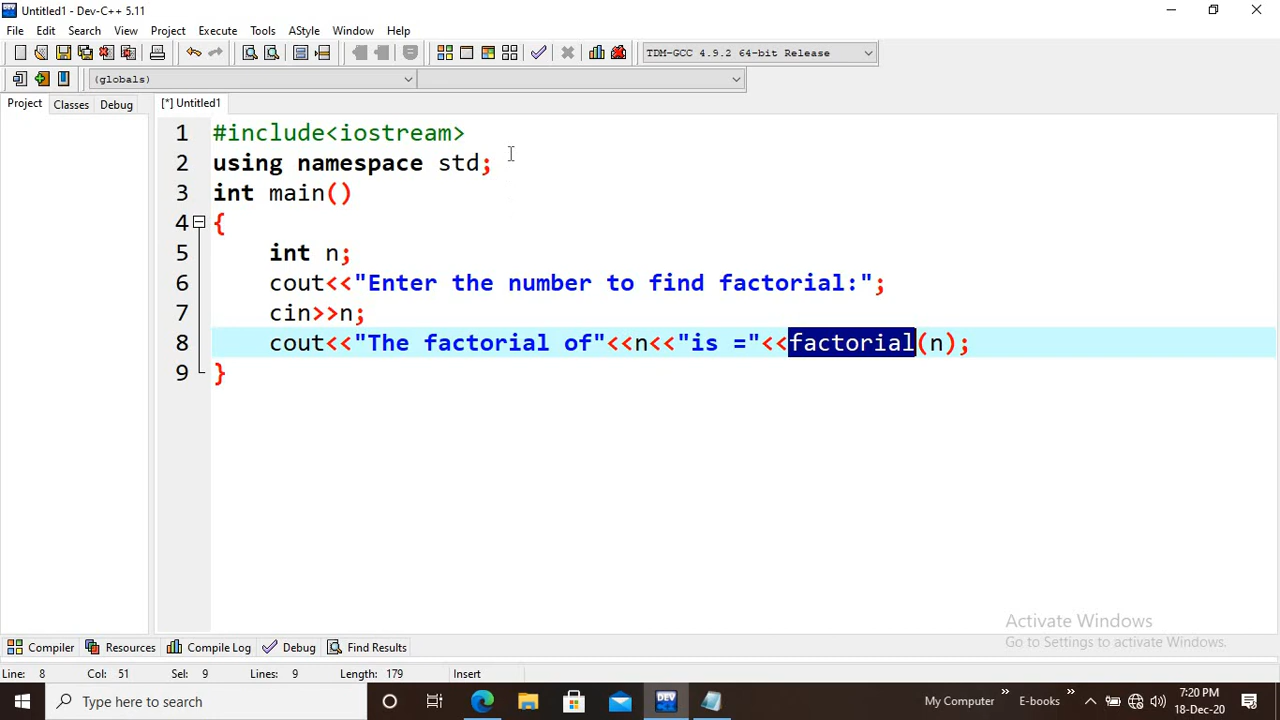 Untitled1 - Dev-C++ 5.11
File Edit Search View Project Execute Tools AStyle Window Help
TDM-GCC 4.9.2 64-bit Release
(globals)
Project Classes Debug [*] Untitled1
1 #include<iostream>
2 using namespace std;
3 int main()
4 {
5 int n;
6 cout<<"Enter the number to find factorial:";
7 cin>>n;
8 cout<<"The factorial of"<<n<<"is ="<<factorial(n);
9 }
Activate Windows
Go to Settings to activate Windows.
Compiler Resources Compile Log Debug Find Results
Line: 8 Col: 51 Sel: 9 Lines: 9 Length: 179 Insert
Type here to search DEV My Computer » E-books » 7:20 PM
18-Dec-20